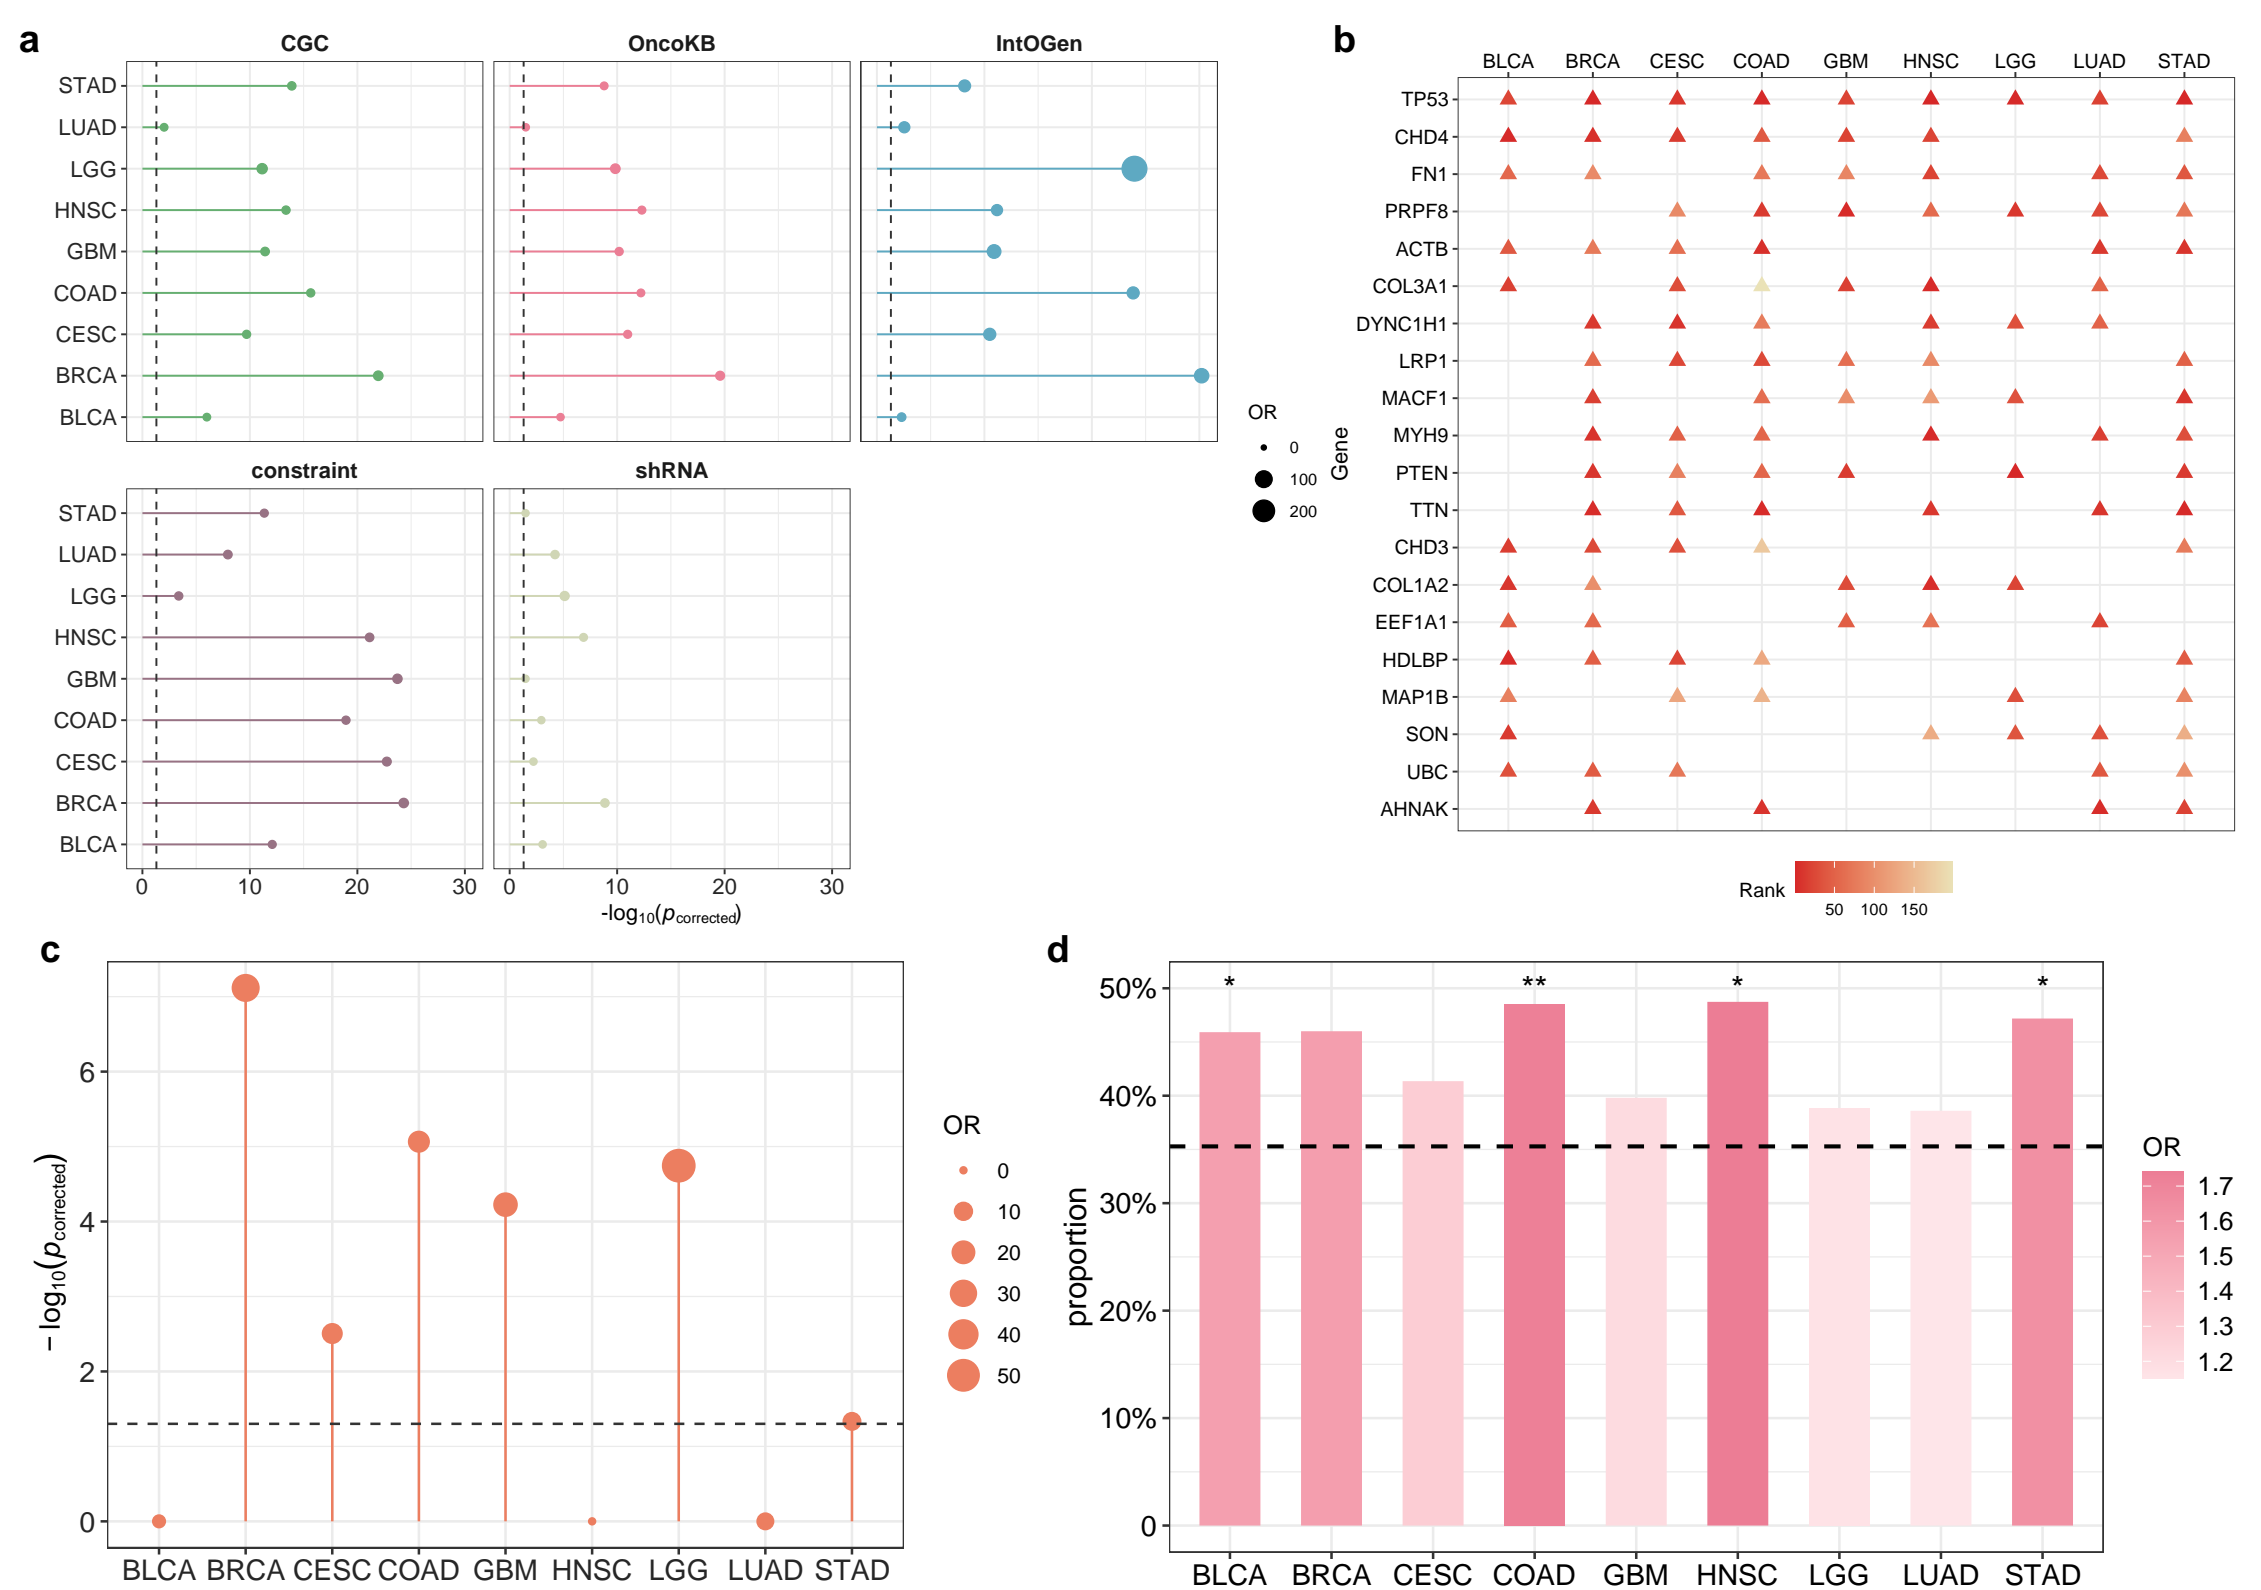 a
CGC
OncoKB
IntOGen
STAD
LUAD
LGG
HNSC
GBM
COAD
CESC
BRCA
BLCA
constraint
shRNA
STAD
LUAD
LGG
HNSC
GBM
COAD
CESC
BRCA
BLCA
0 10 20 30
0 10 20 30
-log10(pcorrected)
OR
0
100
200
b
BLCA BRCA CESC COAD GBM HNSC LGG LUAD STAD
Gene
TP53
CHD4
FN1
PRPF8
ACTB
COL3A1
DYNC1H1
LRP1
MACF1
MYH9
PTEN
TTN
CHD3
COL1A2
EEF1A1
HDLBP
MAP1B
SON
UBC
AHNAK
Rank
50 100 150
c
− log10(pcorrected)
6
4
2
0
BLCA BRCA CESC COAD GBM HNSC LGG LUAD STAD
OR
0
10
20
30
40
50
d
proportion
* ** * *
50%
40%
30%
20%
10%
0
BLCA BRCA CESC COAD GBM HNSC LGG LUAD STAD
OR
1.7
1.6
1.5
1.4
1.3
1.2